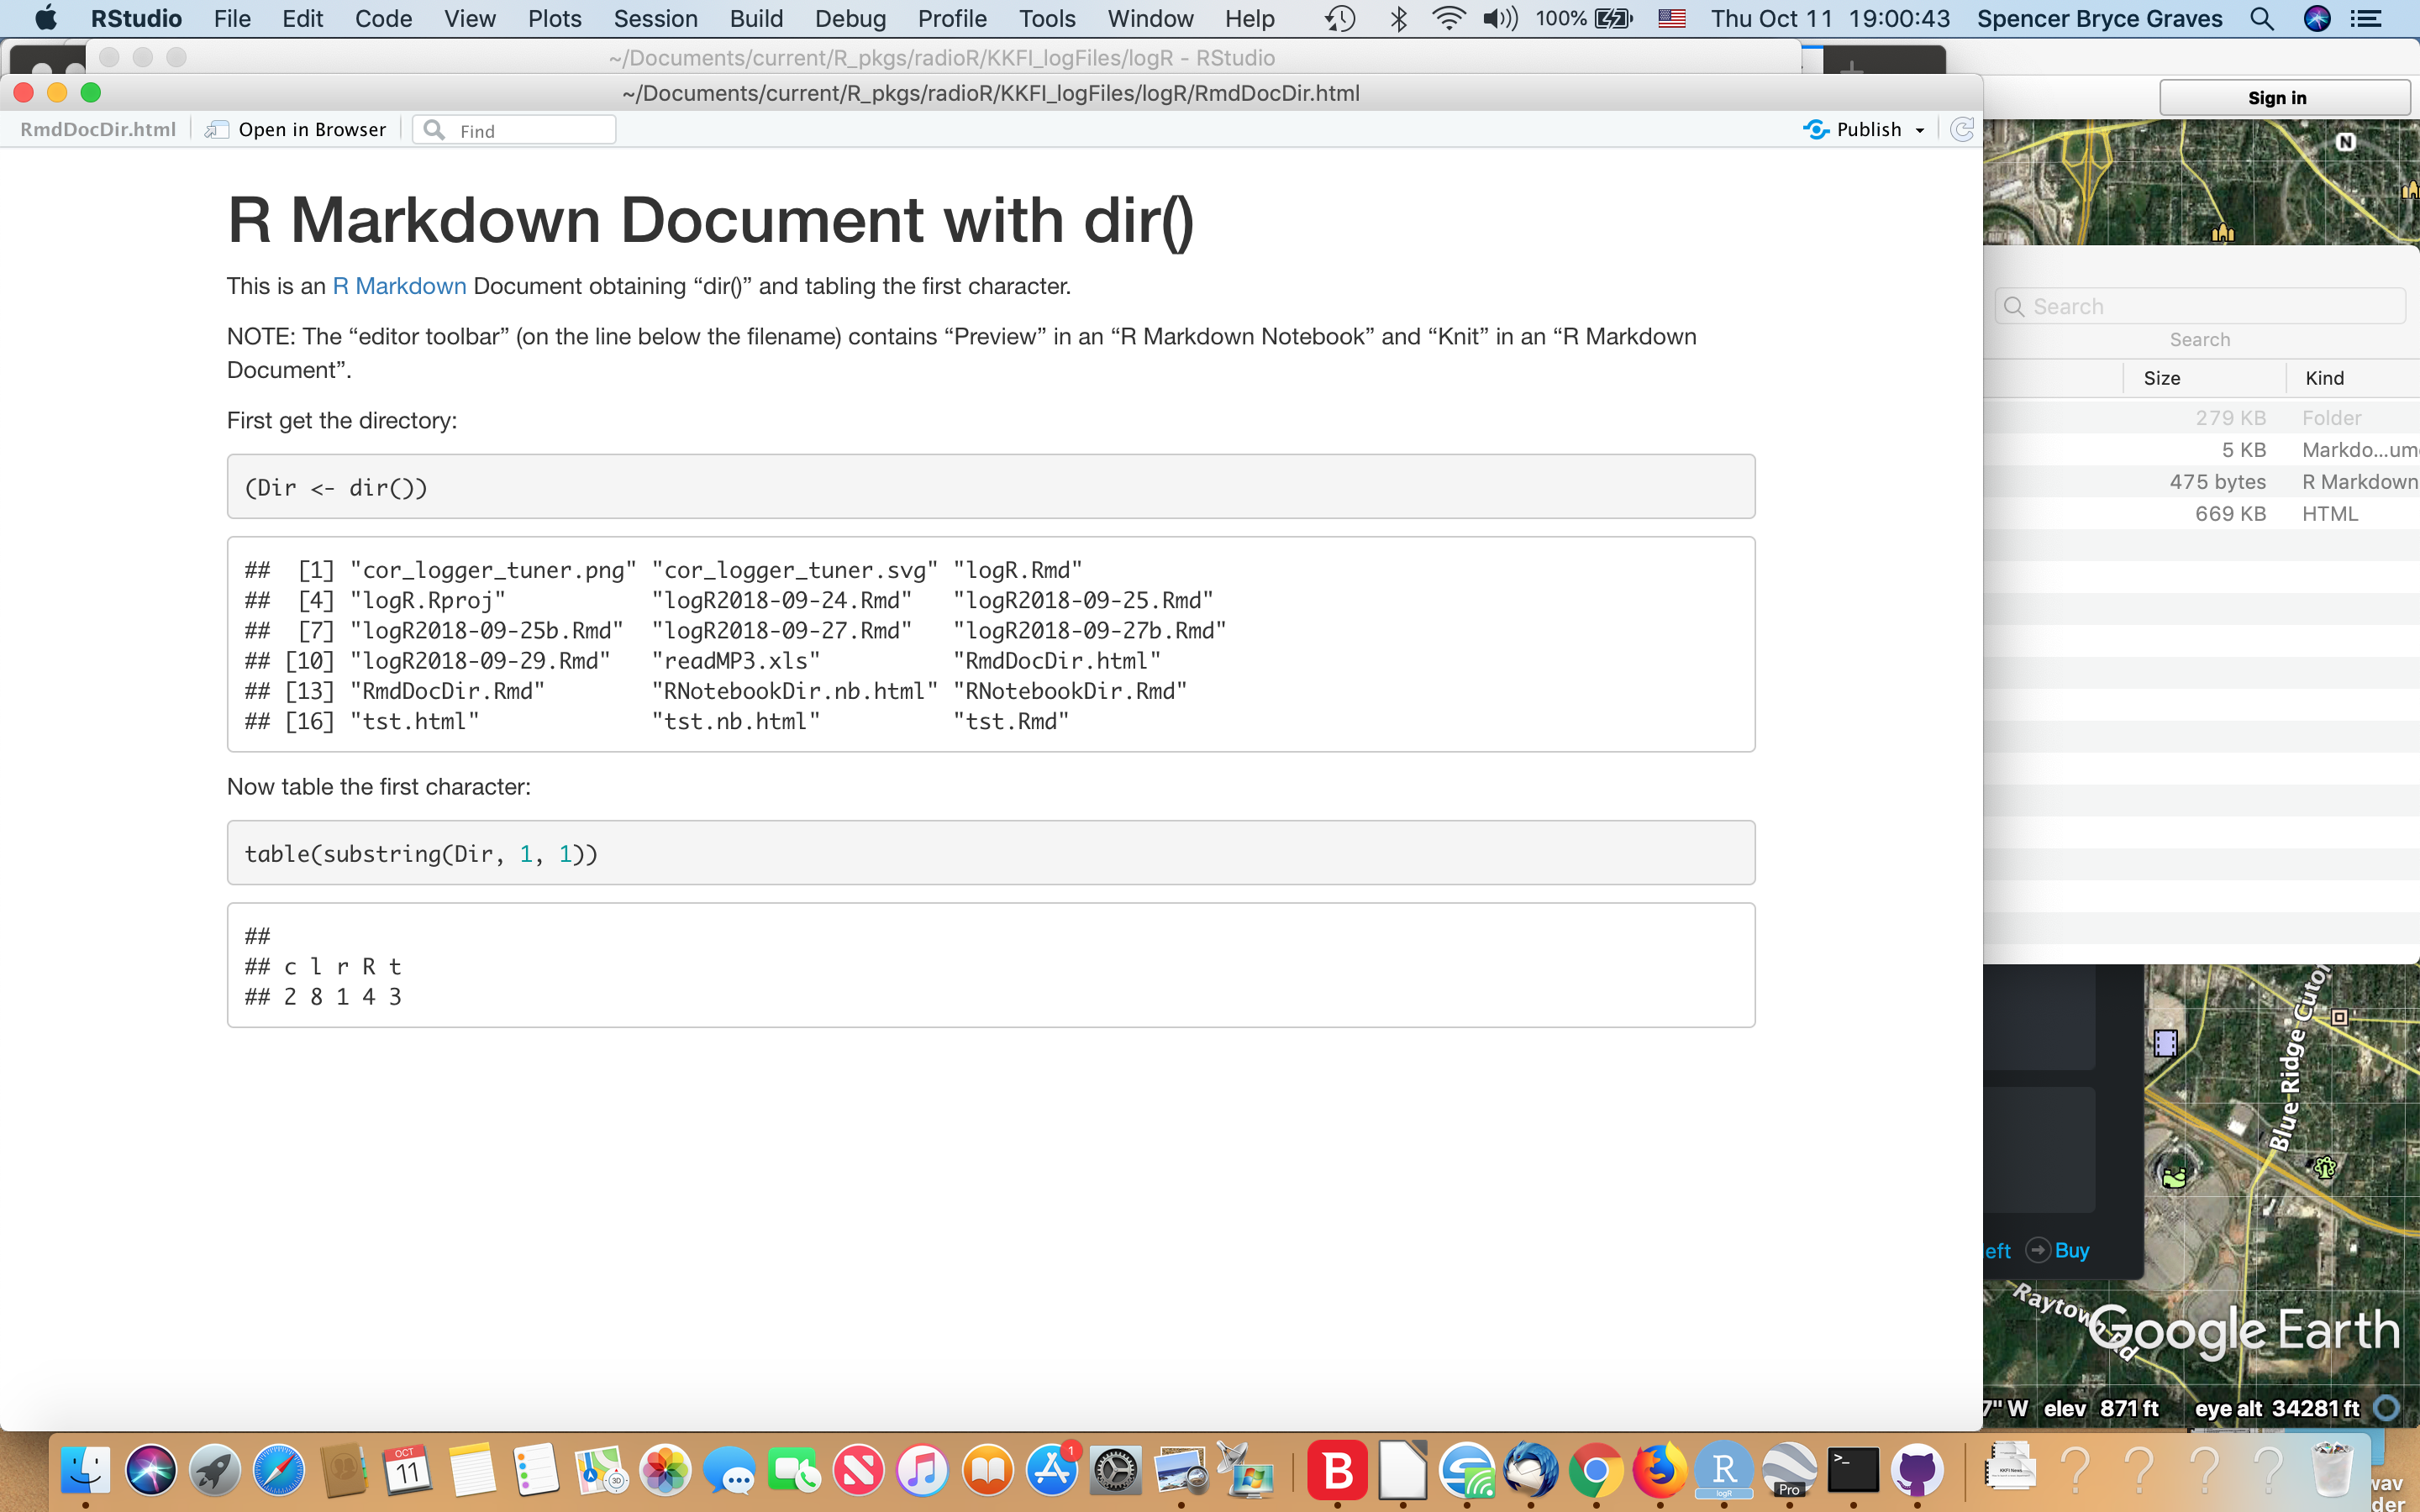 RStudio File Edit Code View Plots Session Build Debug Profile Tools Window Help 100% Thu Oct 11 19:00:43 Spencer Bryce Graves
~/Documents/current/R_pkgs/radioR/KKFI_logFiles/logR - RStudio
~/Documents/current/R_pkgs/radioR/KKFI_logFiles/logR/RmdDocDir.html
Sign in
RmdDocDir.html Open in Browser Find Publish
N
R Markdown Document with dir()
This is an R Markdown Document obtaining “dir()” and tabling the first character.
NOTE: The “editor toolbar” (on the line below the filename) contains “Preview” in an “R Markdown Notebook” and “Knit” in an “R Markdown
Document”.
First get the directory:
(Dir <- dir())
##  [1] "cor_logger_tuner.png" "cor_logger_tuner.svg" "logR.Rmd"
##  [4] "logR.Rproj"           "logR2018-09-24.Rmd"   "logR2018-09-25.Rmd"
##  [7] "logR2018-09-25b.Rmd"  "logR2018-09-27.Rmd"   "logR2018-09-27b.Rmd"
## [10] "logR2018-09-29.Rmd"   "readMP3.xls"          "RmdDocDir.html"
## [13] "RmdDocDir.Rmd"        "RNotebookDir.nb.html" "RNotebookDir.Rmd"
## [16] "tst.html"             "tst.nb.html"          "tst.Rmd"
Now table the first character:
table(substring(Dir, 1, 1))
##
## c l r R t
## 2 8 1 4 3
Search
Search
Size Kind
279 KB Folder
5 KB Markdo...um
475 bytes R Markdown
669 KB HTML
Blue Ridge Cuto
eft Buy
Raytow
Rd
Google Earth
7" W elev 871 ft eye alt 34281 ft
OCT
11
3D
1
B
R
logR
Pro
>_
? ? ? ?
wav
der